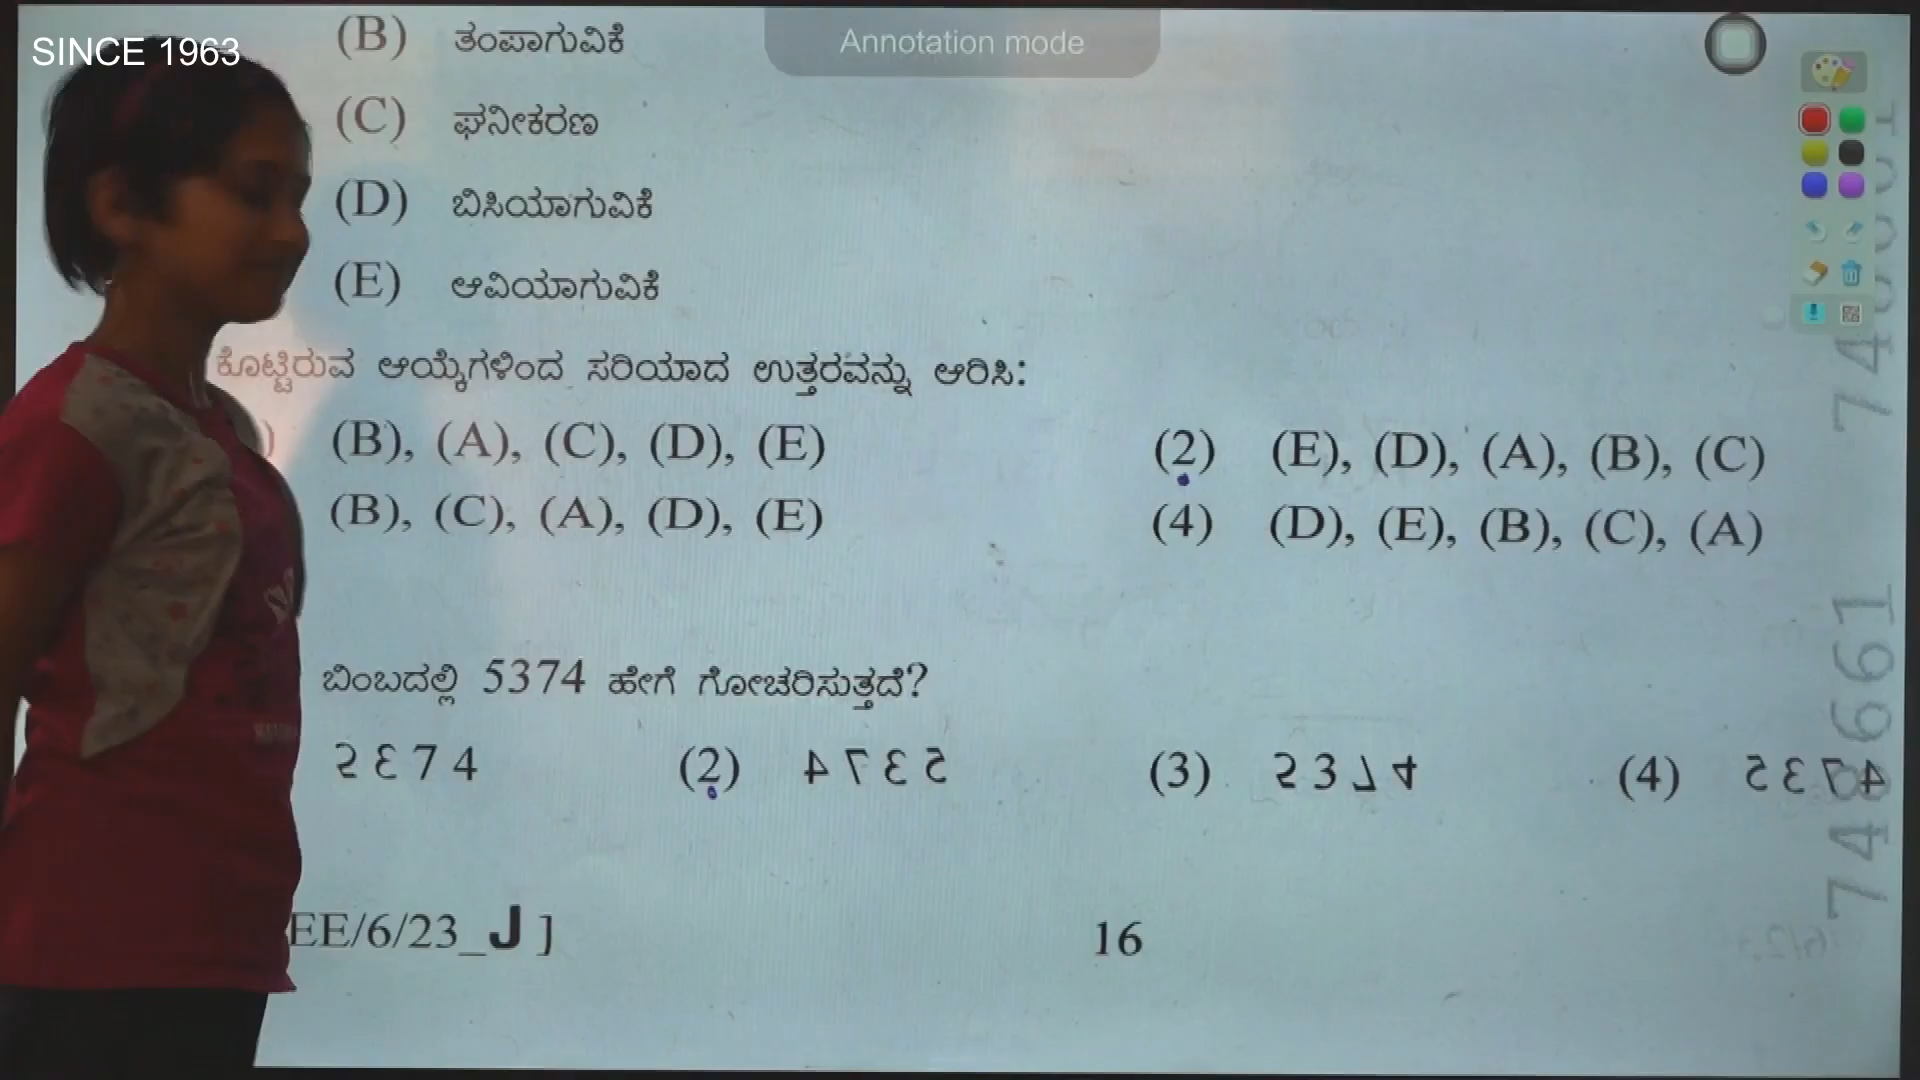 SINCE 1963
Annotation mode
(B) ತಂಪಾಗುವಿಕೆ
(C) ಘನೀಕರಣ
(D) ಬಿಸಿಯಾಗುವಿಕೆ
(E) ಆವಿಯಾಗುವಿಕೆ
ಕೊಟ್ಟಿರುವ ಆಯ್ಕೆಗಳಿಂದ ಸರಿಯಾದ ಉತ್ತರವನ್ನು ಆರಿಸಿ:
) (B), (A), (C), (D), (E) (2) (E), (D), (A), (B), (C)
(B), (C), (A), (D), (E) (4) (D), (E), (B), (C), (A)
ಬಿಂಬದಲ್ಲಿ 5374 ಹೇಗೆ ಗೋಚರಿಸುತ್ತದೆ?
(2) (3) (4)
EE/6/23_J ] 16
748661